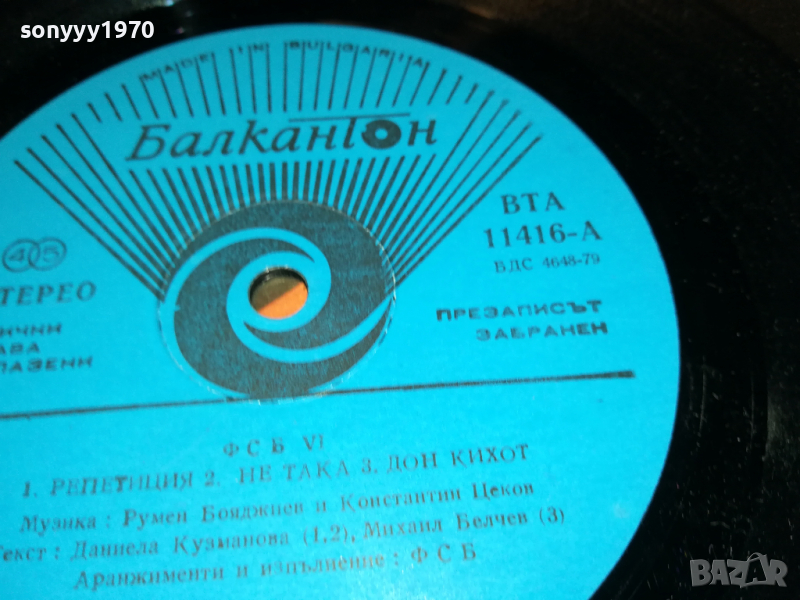 sonyyy1970
MADE IN BULGARIA
Балкантон
ВТА
11416-А
БДС 4648-79
45
ТЕРЕО
ПРЕЗАПИСЪТ
ЗАБРАНЕН
ФСБ VI
1. РЕПЕТИЦИЯ 2. НЕ ТАКА 3. ДОН КИХОТ
Музика : Румен Бояджиев и Константин Цеков
Текст : Даниела Кузманова (1,2), Михаил Белчев (3)
Аранжименти и изпълнение : ФСБ
BAZAR